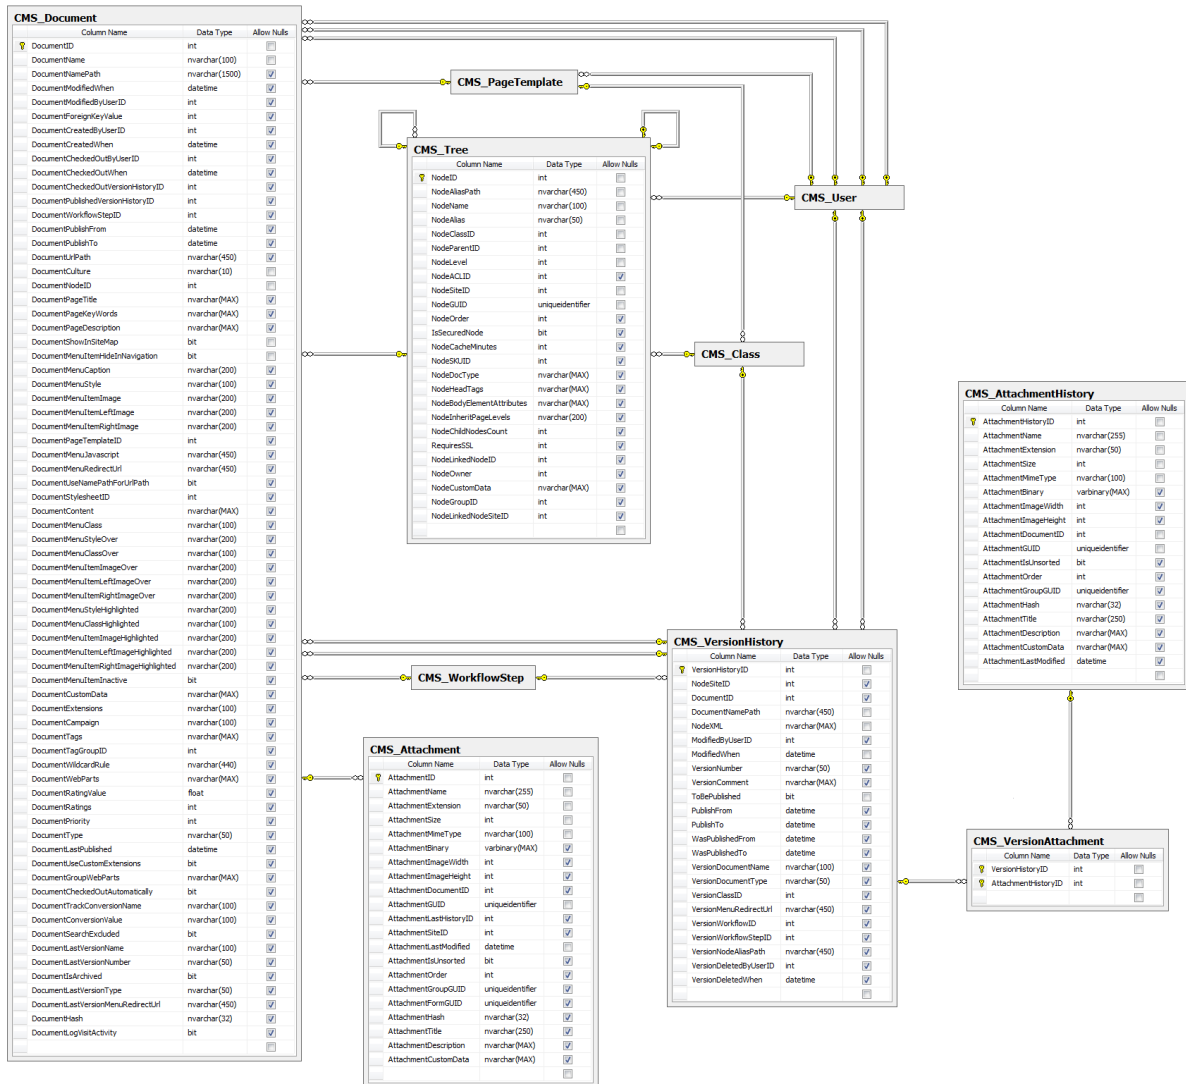 CMS_Document
Column Name Data Type Allow Nulls
DocumentID int
DocumentName nvarchar(100)
DocumentNamePath nvarchar(1500)
DocumentModifiedWhen datetime
DocumentModifiedByUserID int
DocumentForeignKeyValue int
DocumentCreatedByUserID int
DocumentCreatedWhen datetime
DocumentCheckedOutByUserID int
DocumentCheckedOutWhen datetime
DocumentCheckedOutVersionHistoryID int
DocumentPublishedVersionHistoryID int
DocumentWorkflowStepID int
DocumentPublishFrom datetime
DocumentPublishTo datetime
DocumentUrlPath nvarchar(450)
DocumentCulture nvarchar(10)
DocumentNodeID int
DocumentPageTitle nvarchar(MAX)
DocumentPageKeyWords nvarchar(MAX)
DocumentPageDescription nvarchar(MAX)
DocumentShowInSiteMap bit
DocumentMenuItemHideInNavigation bit
DocumentMenuCaption nvarchar(200)
DocumentMenuStyle nvarchar(100)
DocumentMenuItemImage nvarchar(200)
DocumentMenuItemLeftImage nvarchar(200)
DocumentMenuItemRightImage nvarchar(200)
DocumentPageTemplateID int
DocumentMenuJavascript nvarchar(450)
DocumentMenuRedirectUrl nvarchar(450)
DocumentUseNamePathForUrlPath bit
DocumentStylesheetID int
DocumentContent nvarchar(MAX)
DocumentMenuClass nvarchar(100)
DocumentMenuStyleOver nvarchar(200)
DocumentMenuClassOver nvarchar(100)
DocumentMenuItemImageOver nvarchar(200)
DocumentMenuItemLeftImageOver nvarchar(200)
DocumentMenuItemRightImageOver nvarchar(200)
DocumentMenuStyleHighlighted nvarchar(200)
DocumentMenuClassHighlighted nvarchar(100)
DocumentMenuItemImageHighlighted nvarchar(200)
DocumentMenuItemLeftImageHighlighted nvarchar(200)
DocumentMenuItemRightImageHighlighted nvarchar(200)
DocumentMenuItemInactive bit
DocumentCustomData nvarchar(MAX)
DocumentExtensions nvarchar(100)
DocumentCampaign nvarchar(100)
DocumentTags nvarchar(MAX)
DocumentTagGroupID int
DocumentWildcardRule nvarchar(440)
DocumentWebParts nvarchar(MAX)
DocumentRatingValue float
DocumentRatings int
DocumentPriority int
DocumentType nvarchar(50)
DocumentLastPublished datetime
DocumentUseCustomExtensions bit
DocumentGroupWebParts nvarchar(MAX)
DocumentCheckedOutAutomatically bit
DocumentTrackConversionName nvarchar(100)
DocumentConversionValue nvarchar(100)
DocumentSearchExcluded bit
DocumentLastVersionName nvarchar(100)
DocumentLastVersionNumber nvarchar(50)
DocumentIsArchived bit
DocumentLastVersionType nvarchar(50)
DocumentLastVersionMenuRedirectUrl nvarchar(450)
DocumentHash nvarchar(32)
DocumentLogVisitActivity bit
CMS_PageTemplate
CMS_Tree
Column Name Data Type Allow Nulls
NodeID int
NodeAliasPath nvarchar(450)
NodeName nvarchar(100)
NodeAlias nvarchar(50)
NodeClassID int
NodeParentID int
NodeLevel int
NodeACLID int
NodeSiteID int
NodeGUID uniqueidentifier
NodeOrder int
IsSecuredNode bit
NodeCacheMinutes int
NodeSKUID int
NodeDocType nvarchar(MAX)
NodeHeadTags nvarchar(MAX)
NodeBodyElementAttributes nvarchar(MAX)
NodeInheritPageLevels nvarchar(200)
NodeChildNodesCount int
RequiresSSL int
NodeLinkedNodeID int
NodeOwner int
NodeCustomData nvarchar(MAX)
NodeGroupID int
NodeLinkedNodeSiteID int
CMS_User
CMS_Class
CMS_WorkflowStep
CMS_Attachment
Column Name Data Type Allow Nulls
AttachmentID int
AttachmentName nvarchar(255)
AttachmentExtension nvarchar(50)
AttachmentSize int
AttachmentMimeType nvarchar(100)
AttachmentBinary varbinary(MAX)
AttachmentImageWidth int
AttachmentImageHeight int
AttachmentDocumentID int
AttachmentGUID uniqueidentifier
AttachmentLastHistoryID int
AttachmentSiteID int
AttachmentLastModified datetime
AttachmentIsUnsorted bit
AttachmentOrder int
AttachmentGroupGUID uniqueidentifier
AttachmentFormGUID uniqueidentifier
AttachmentHash nvarchar(32)
AttachmentTitle nvarchar(250)
AttachmentDescription nvarchar(MAX)
AttachmentCustomData nvarchar(MAX)
CMS_VersionHistory
Column Name Data Type Allow Nulls
VersionHistoryID int
NodeSiteID int
DocumentID int
DocumentNamePath nvarchar(450)
NodeXML nvarchar(MAX)
ModifiedByUserID int
ModifiedWhen datetime
VersionNumber nvarchar(50)
VersionComment nvarchar(MAX)
ToBePublished bit
PublishFrom datetime
PublishTo datetime
WasPublishedFrom datetime
WasPublishedTo datetime
VersionDocumentName nvarchar(100)
VersionDocumentType nvarchar(50)
VersionClassID int
VersionMenuRedirectUrl nvarchar(450)
VersionWorkflowID int
VersionWorkflowStepID int
VersionNodeAliasPath nvarchar(450)
VersionDeletedByUserID int
VersionDeletedWhen datetime
CMS_AttachmentHistory
Column Name Data Type Allow Nulls
AttachmentHistoryID int
AttachmentName nvarchar(255)
AttachmentExtension nvarchar(50)
AttachmentSize int
AttachmentMimeType nvarchar(100)
AttachmentBinary varbinary(MAX)
AttachmentImageWidth int
AttachmentImageHeight int
AttachmentDocumentID int
AttachmentGUID uniqueidentifier
AttachmentIsUnsorted bit
AttachmentOrder int
AttachmentGroupGUID uniqueidentifier
AttachmentHash nvarchar(32)
AttachmentTitle nvarchar(250)
AttachmentDescription nvarchar(MAX)
AttachmentCustomData nvarchar(MAX)
AttachmentLastModified datetime
CMS_VersionAttachment
Column Name Data Type Allow Nulls
VersionHistoryID int
AttachmentHistoryID int